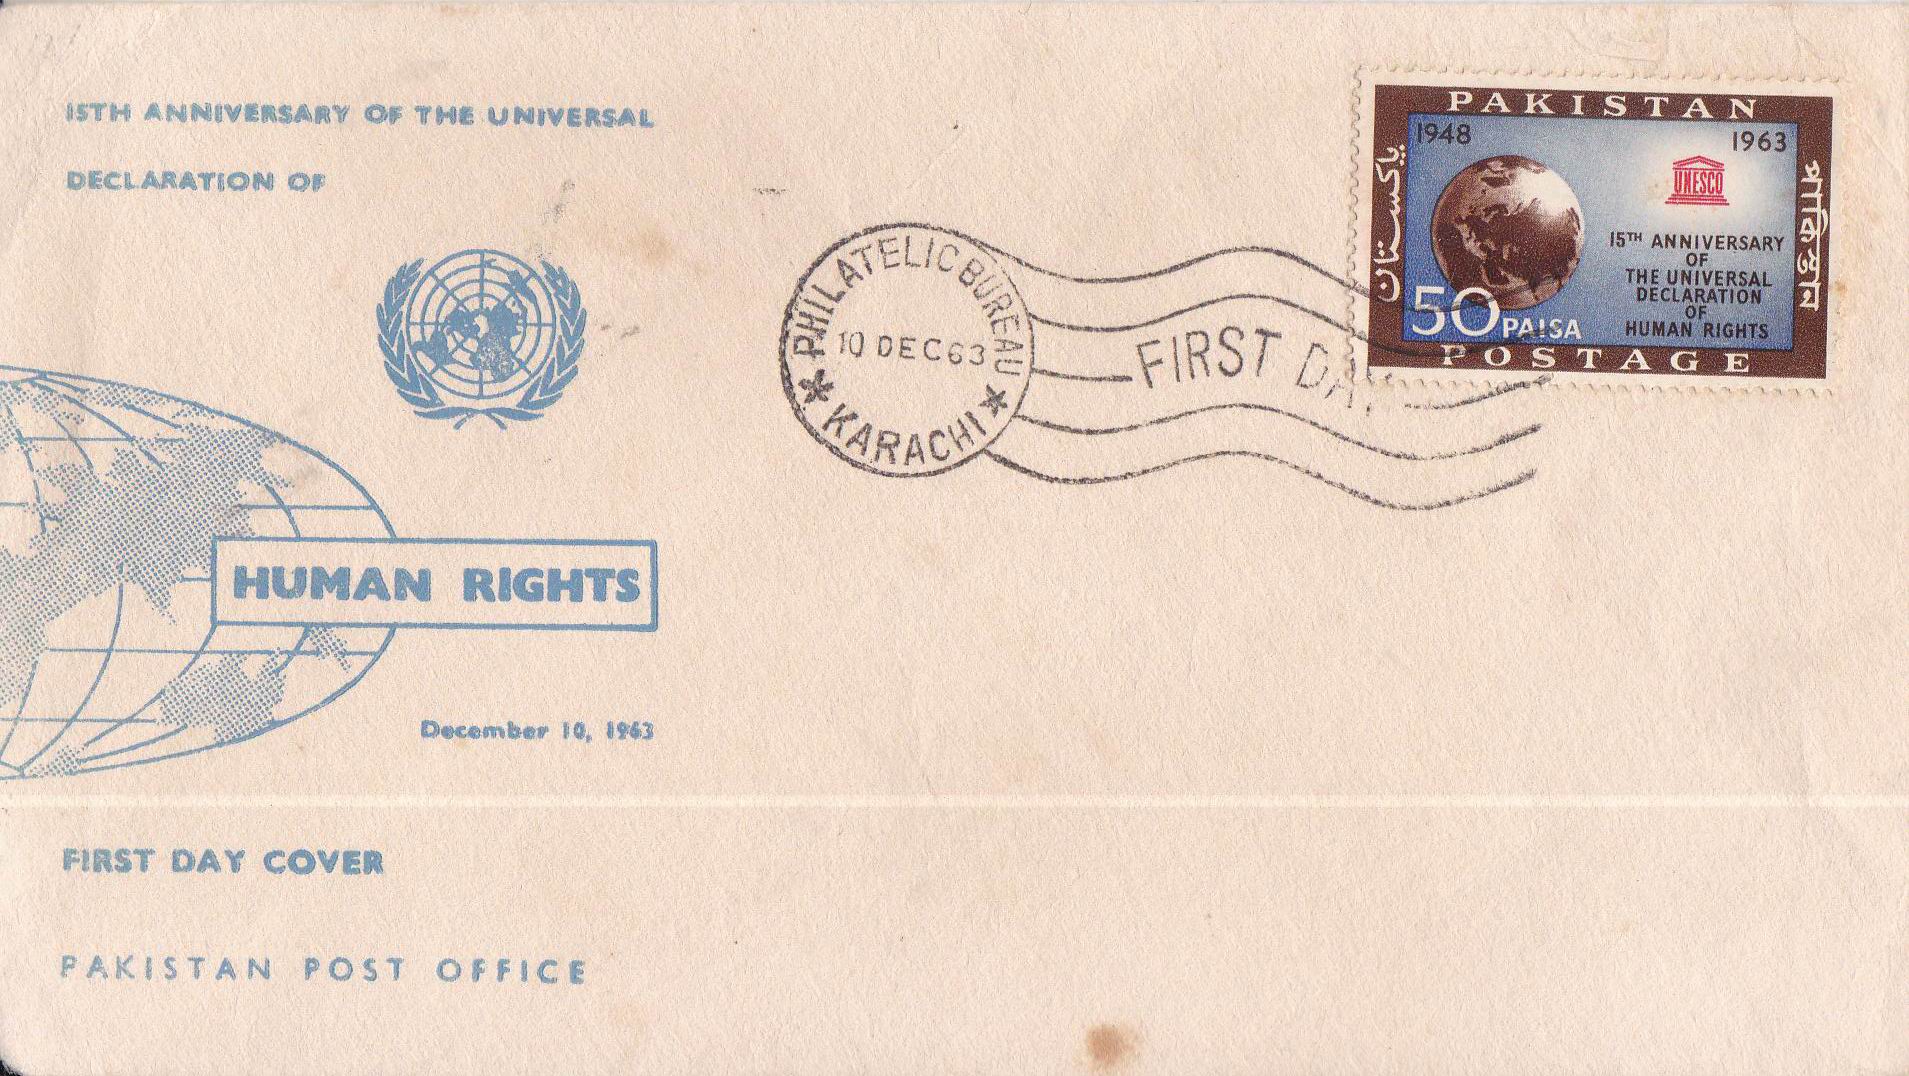 15TH ANNIVERSARY OF THE UNIVERSAL
DECLARATION OF
HUMAN RIGHTS
December 10, 1963
FIRST DAY COVER
PAKISTAN POST OFFICE
PHILATELIC BUREAU
10 DEC 63
KARACHI
FIRST DAY
PAKISTAN
1948 1963
پاکستان
পাকিস্তান
UNESCO
15TH ANNIVERSARY
OF
THE UNIVERSAL
DECLARATION
OF
HUMAN RIGHTS
50 PAISA
POSTAGE